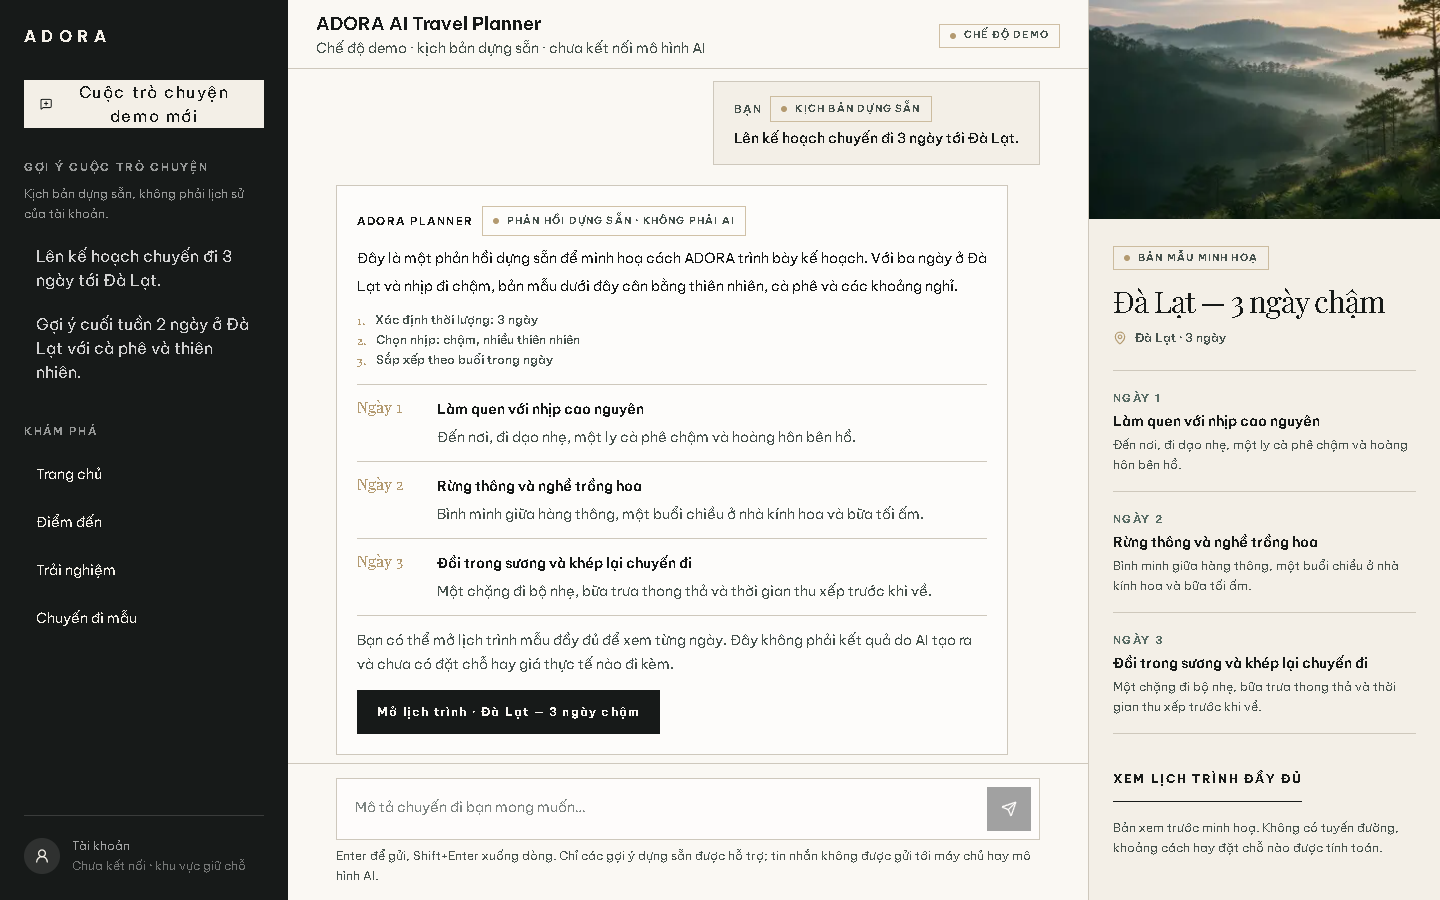 ADORA
Cuộc trò chuyện
demo mới
GỢI Ý CUỘC TRÒ CHUYỆN
Kịch bản dựng sẵn, không phải lịch sử
của tài khoản.
Lên kế hoạch chuyến đi 3
ngày tới Đà Lạt.
Gợi ý cuối tuần 2 ngày ở Đà
Lạt với cà phê và thiên
nhiên.
KHÁM PHÁ
Trang chủ
Điểm đến
Trải nghiệm
Chuyến đi mẫu
Tài khoản
Chưa kết nối · khu vực giữ chỗ
ADORA AI Travel Planner
Chế độ demo · kịch bản dựng sẵn · chưa kết nối mô hình AI
CHẾ ĐỘ DEMO
BẠN
KỊCH BẢN DỰNG SẴN
Lên kế hoạch chuyến đi 3 ngày tới Đà Lạt.
ADORA PLANNER
PHẢN HỒI DỰNG SẴN · KHÔNG PHẢI AI
Đây là một phản hồi dựng sẵn để minh hoạ cách ADORA trình bày kế hoạch. Với ba ngày ở Đà
Lạt và nhịp đi chậm, bản mẫu dưới đây cân bằng thiên nhiên, cà phê và các khoảng nghỉ.
1. Xác định thời lượng: 3 ngày
2. Chọn nhịp: chậm, nhiều thiên nhiên
3. Sắp xếp theo buổi trong ngày
Ngày 1
Làm quen với nhịp cao nguyên
Đến nơi, đi dạo nhẹ, một ly cà phê chậm và hoàng hôn bên hồ.
Ngày 2
Rừng thông và nghề trồng hoa
Bình minh giữa hàng thông, một buổi chiều ở nhà kính hoa và bữa tối ấm.
Ngày 3
Đồi trong sương và khép lại chuyến đi
Một chặng đi bộ nhẹ, bữa trưa thong thả và thời gian thu xếp trước khi về.
Bạn có thể mở lịch trình mẫu đầy đủ để xem từng ngày. Đây không phải kết quả do AI tạo ra
và chưa có đặt chỗ hay giá thực tế nào đi kèm.
Mở lịch trình · Đà Lạt — 3 ngày chậm
Mô tả chuyến đi bạn mong muốn...
Enter để gửi, Shift+Enter xuống dòng. Chỉ các gợi ý dựng sẵn được hỗ trợ; tin nhắn không được gửi tới máy chủ hay mô
hình AI.
BẢN MẪU MINH HOẠ
Đà Lạt — 3 ngày chậm
Đà Lạt · 3 ngày
NGÀY 1
Làm quen với nhịp cao nguyên
Đến nơi, đi dạo nhẹ, một ly cà phê chậm và hoàng
hôn bên hồ.
NGÀY 2
Rừng thông và nghề trồng hoa
Bình minh giữa hàng thông, một buổi chiều ở nhà
kính hoa và bữa tối ấm.
NGÀY 3
Đồi trong sương và khép lại chuyến đi
Một chặng đi bộ nhẹ, bữa trưa thong thả và thời
gian thu xếp trước khi về.
XEM LỊCH TRÌNH ĐẦY ĐỦ
Bản xem trước minh hoạ. Không có tuyến đường,
khoảng cách hay đặt chỗ nào được tính toán.